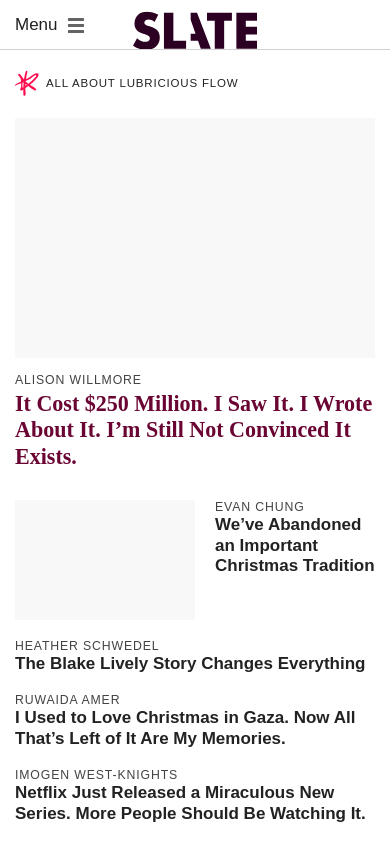 Menu
SLATE
ALL ABOUT LUBRICIOUS FLOW
ALISON WILLMORE
It Cost $250 Million. I Saw It. I Wrote
About It. I’m Still Not Convinced It
Exists.
EVAN CHUNG
We’ve Abandoned
an Important
Christmas Tradition
HEATHER SCHWEDEL
The Blake Lively Story Changes Everything
RUWAIDA AMER
I Used to Love Christmas in Gaza. Now All
That’s Left of It Are My Memories.
IMOGEN WEST-KNIGHTS
Netflix Just Released a Miraculous New
Series. More People Should Be Watching It.